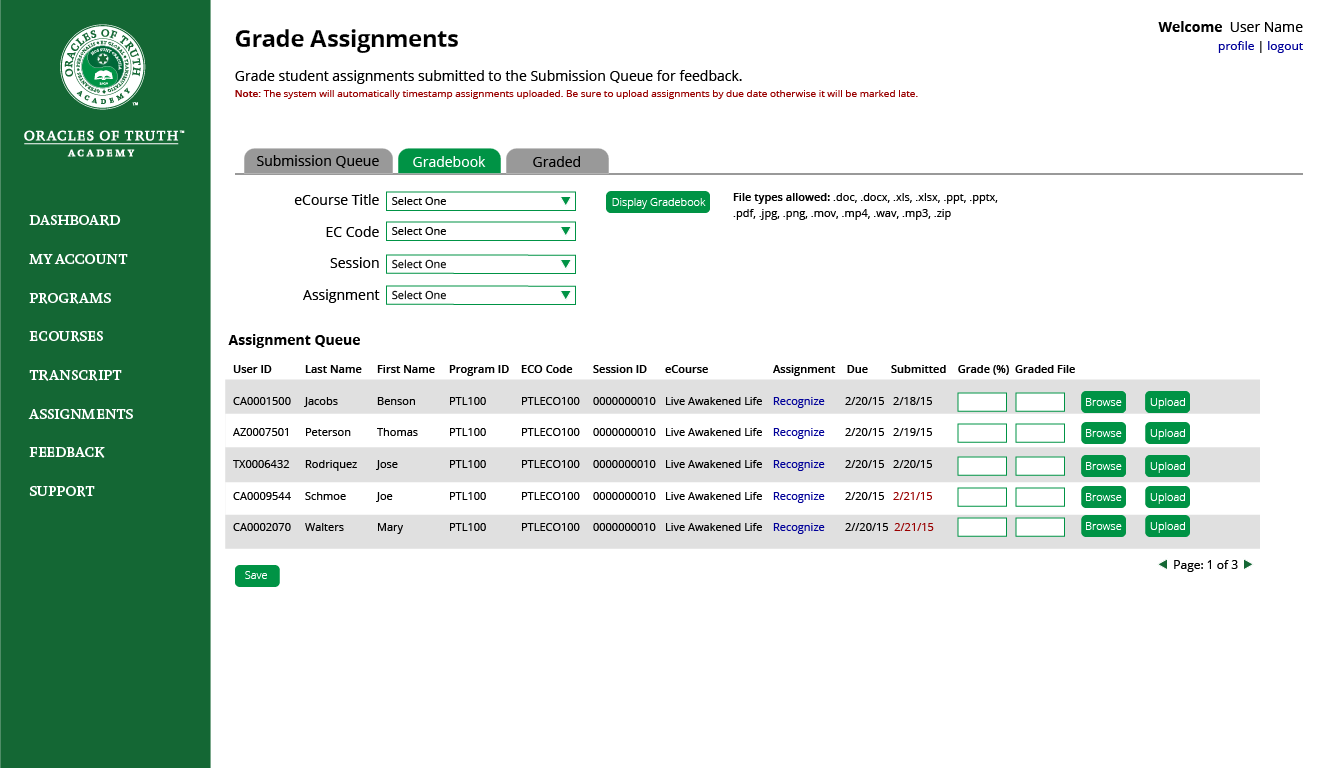 ORACLES OF TRUTH
ACADEMY
™
ORACLES OF TRUTH™
ACADEMY
DASHBOARD
MY ACCOUNT
PROGRAMS
ECOURSES
TRANSCRIPT
ASSIGNMENTS
FEEDBACK
SUPPORT
Grade Assignments
Welcome User Name
profile | logout
Grade student assignments submitted to the Submission Queue for feedback.
Note: The system will automatically timestamp assignments uploaded. Be sure to upload assignments by due date otherwise it will be marked late.
Submission Queue Gradebook Graded
eCourse Title Select One Display Gradebook
File types allowed: .doc, .docx, .xls, .xlsx, .ppt, .pptx,
.pdf, .jpg, .png, .mov, .mp4, .wav, .mp3, .zip
EC Code Select One
Session Select One
Assignment Select One
Assignment Queue
User ID Last Name First Name Program ID ECO Code Session ID eCourse Assignment Due Submitted Grade (%) Graded File
CA0001500 Jacobs Benson PTL100 PTLECO100 0000000010 Live Awakened Life Recognize 2/20/15 2/18/15 Browse Upload
AZ0007501 Peterson Thomas PTL100 PTLECO100 0000000010 Live Awakened Life Recognize 2/20/15 2/19/15 Browse Upload
TX0006432 Rodriquez Jose PTL100 PTLECO100 0000000010 Live Awakened Life Recognize 2/20/15 2/20/15 Browse Upload
CA0009544 Schmoe Joe PTL100 PTLECO100 0000000010 Live Awakened Life Recognize 2/20/15 2/21/15 Browse Upload
CA0002070 Walters Mary PTL100 PTLECO100 0000000010 Live Awakened Life Recognize 2//20/15 2/21/15 Browse Upload
Save
◀ Page: 1 of 3 ▶